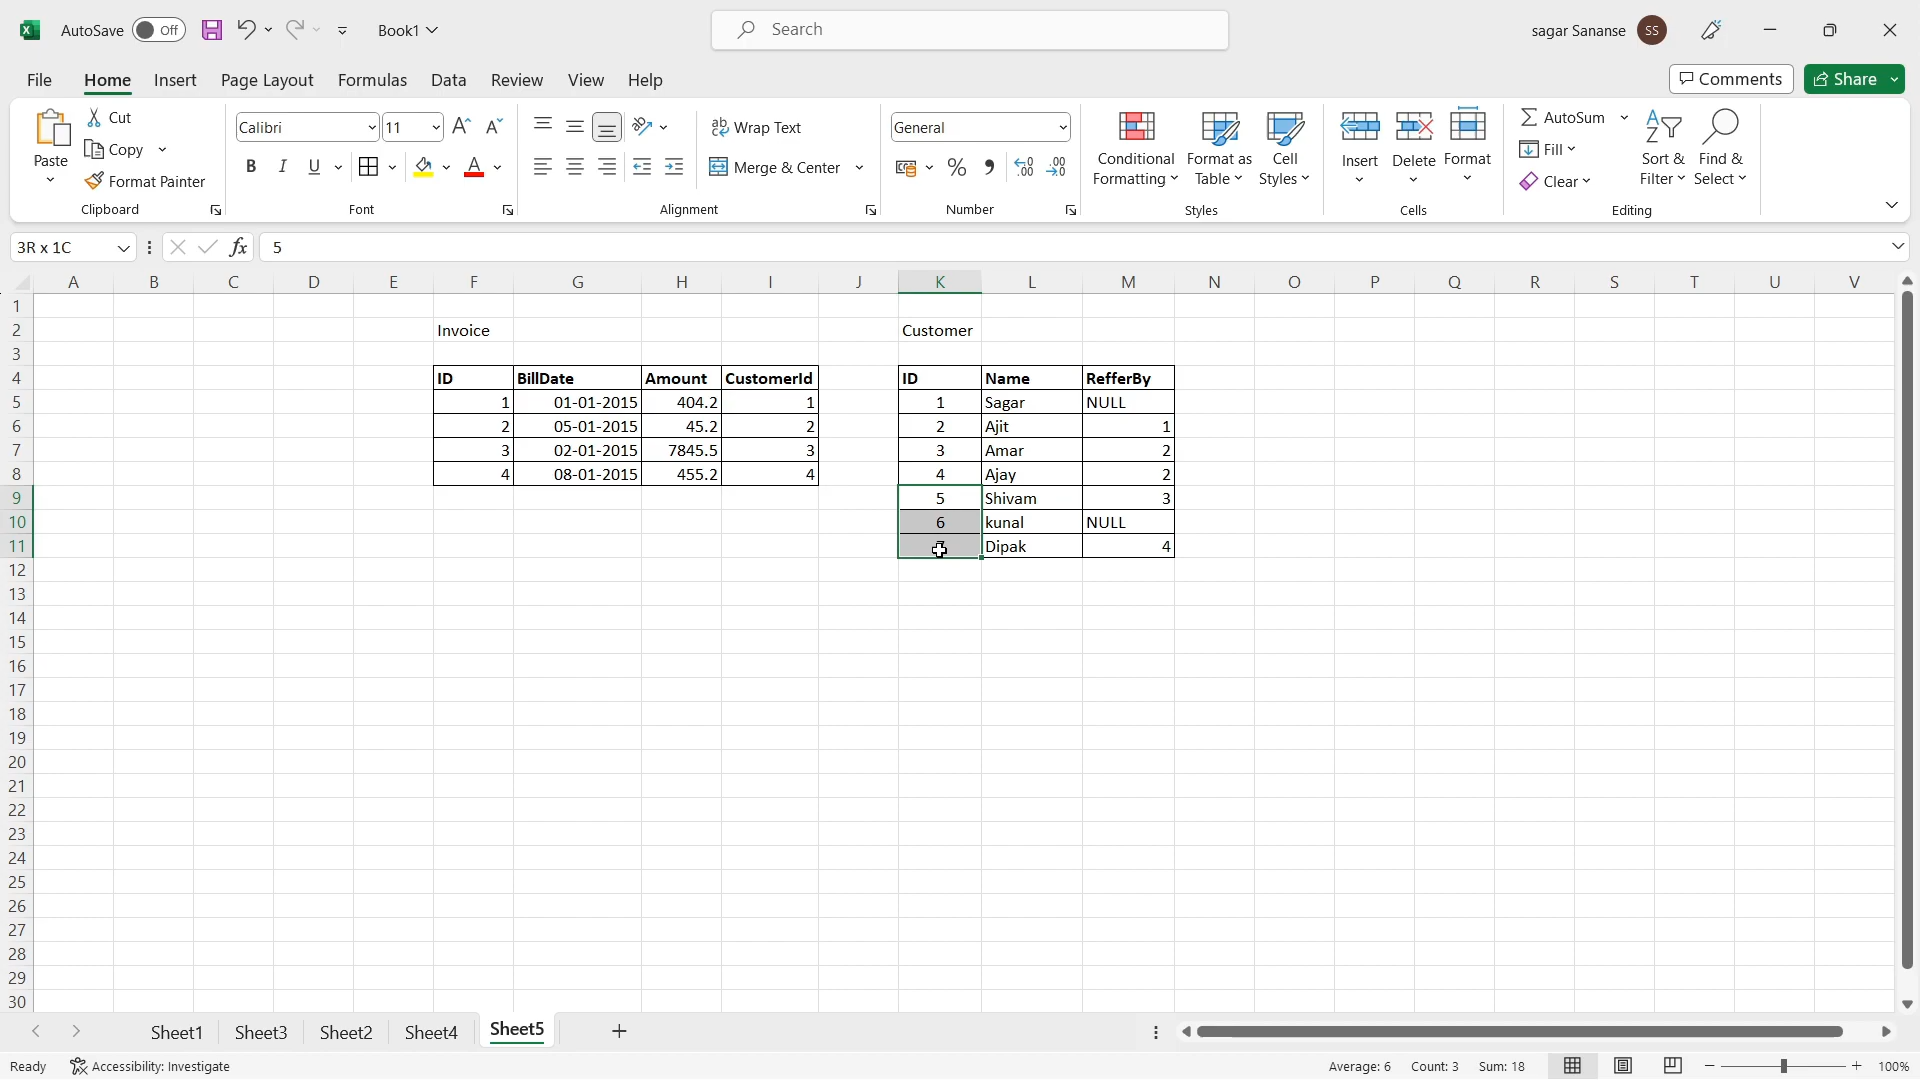 AutoSave Off Book1 Search sagar Sananse SS
File Home Insert Page Layout Formulas Data Review View Help Comments Share
Paste Cut Copy Format Painter Clipboard
Calibri 11 B I U A Font
Wrap Text Merge & Center Alignment
General % Number
Conditional Formatting Format as Table Cell Styles Styles
Insert Delete Format Cells
AutoSum Fill Clear Sort & Filter Find & Select Editing
3R x 1C fx 5
A B C D E F G H I J K L M N O P Q R S T U V
1
2 Invoice Customer
3
4 ID BillDate Amount CustomerId ID Name RefferBy
5 1 01-01-2015 404.2 1 1 Sagar NULL
6 2 05-01-2015 45.2 2 2 Ajit 1
7 3 02-01-2015 7845.5 3 3 Amar 2
8 4 08-01-2015 455.2 4 4 Ajay 2
9 5 Shivam 3
10 6 kunal NULL
11 Dipak 4
12
13
14
15
16
17
18
19
20
21
22
23
24
25
26
27
28
29
30
Sheet1 Sheet3 Sheet2 Sheet4 Sheet5
Ready Accessibility: Investigate Average: 6 Count: 3 Sum: 18 100%